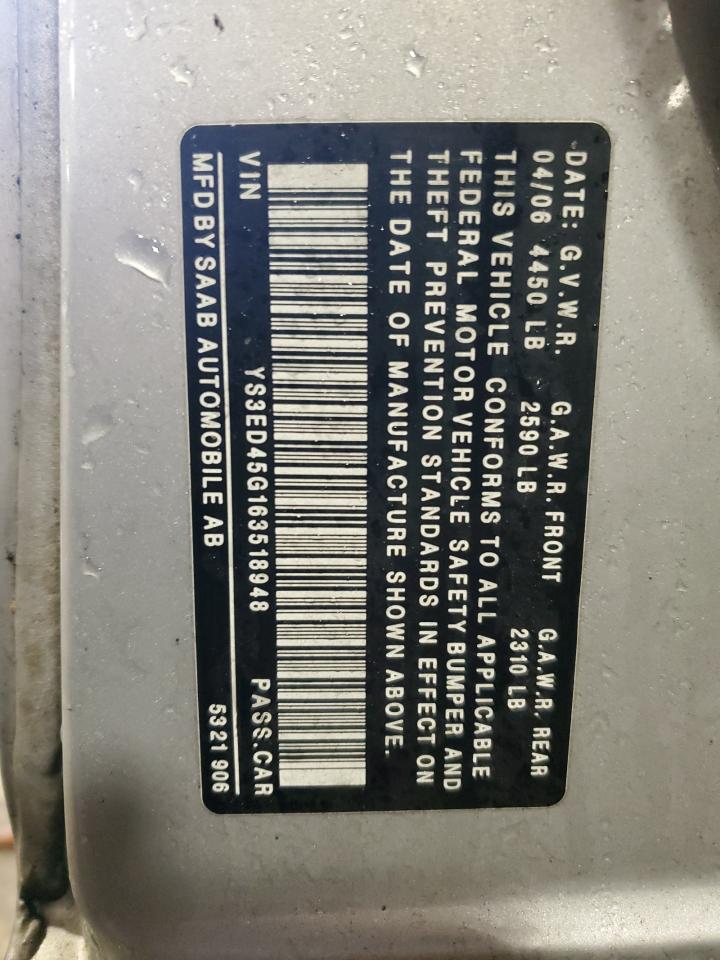 DATE: G.V.W.R. G.A.W.R. FRONT G.A.W.R. REAR
04/06 4450 LB 2590 LB 2310 LB
THIS VEHICLE CONFORMS TO ALL APPLICABLE
FEDERAL MOTOR VEHICLE SAFETY BUMPER AND
THEFT PREVENTION STANDARDS IN EFFECT ON
THE DATE OF MANUFACTURE SHOWN ABOVE.
VIN YS3ED45G163518948 PASS.CAR
MFD BY SAAB AUTOMOBILE AB 5321906